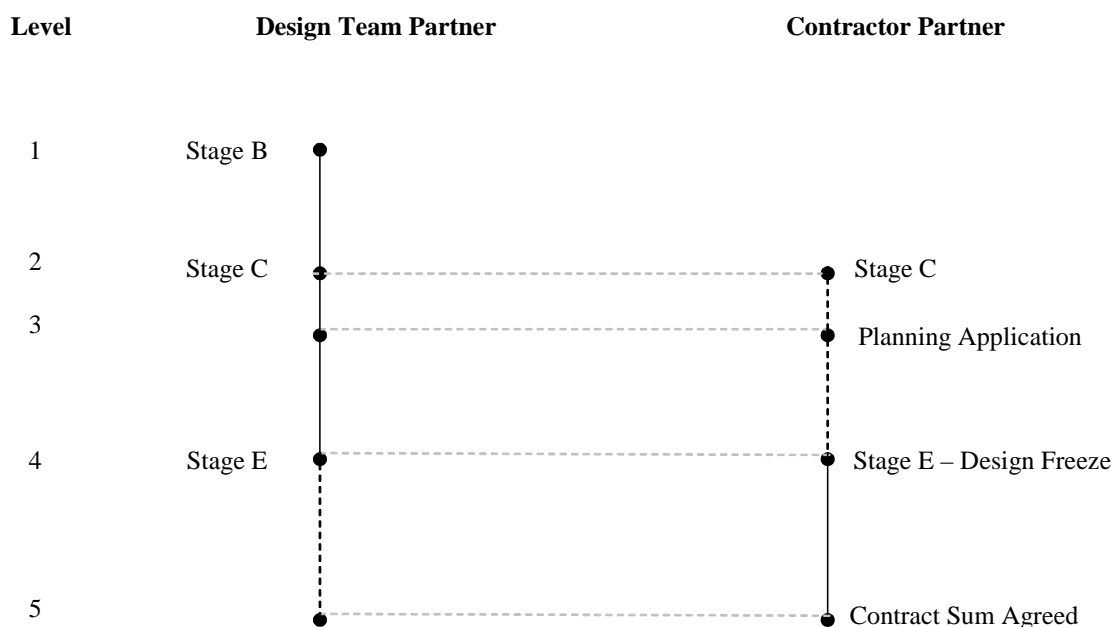 Level Design Team Partner Contractor Partner
1 Stage B
2 Stage C Stage C
3 Planning Application
4 Stage E Stage E – Design Freeze
5 Contract Sum Agreed